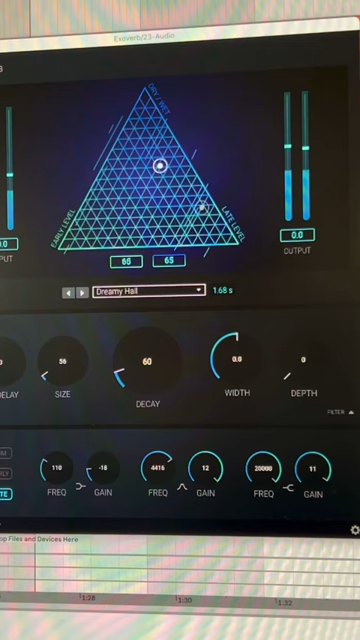 Exoverb/23-Audio
DRY / WET
EARLY LEVEL
LATE LEVEL
0.0
PUT
65
65
0.0
OUTPUT
Dreamy Hall
1.68 s
56
60
0.0
0
ELAY
SIZE
DECAY
WIDTH
DEPTH
FILTER
110
-18
4416
12
20000
11
FREQ
GAIN
FREQ
GAIN
FREQ
GAIN
TE
op Files and Devices Here
1:28
1:30
1:32